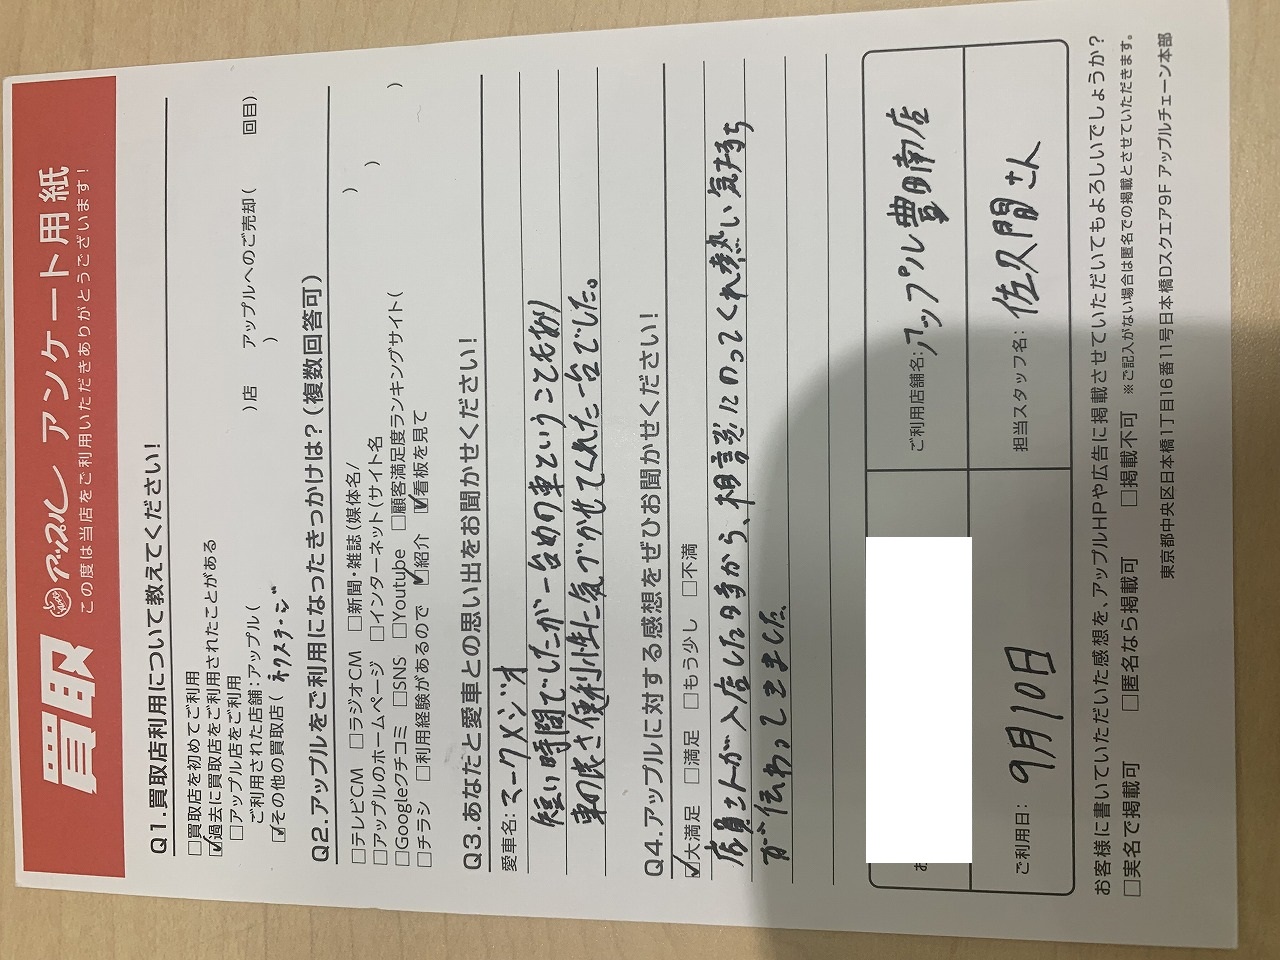 買取 アップル アンケート用紙
この度は当店をご利用いただきありがとうございます！
Q1.買取店利用について教えてください！
□買取店を初めてご利用
☑過去に買取店をご利用されたことがある
□アップル店をご利用
ご利用された店舗:アップル( )店 アップルへのご売却( 回目)
☑その他の買取店( ネクステージ )
Q2.アップルをご利用になったきっかけは？(複数回答可)
□テレビCM □ラジオCM □新聞・雑誌(媒体名/ )
□アップルのホームページ □インターネット(サイト名 )
□Googleクチコミ □SNS □Youtube □顧客満足度ランキングサイト( )
□チラシ □利用経験があるので ☑紹介 ☑看板を見て
Q3.あなたと愛車との思い出をお聞かせください！
愛車名:マークXジオ
短い時間でしたが一台めの車ということもあり
車の良さ便利性に気づかせてくれた一台でした。
Q4.アップルに対する感想をぜひお聞かせください！
☑大満足 □満足 □もう少し □不満
店員さんが入店した時から、相談にのってくれ熱い気持ち
が伝わってきました
ご利用店舗名:アップル豊田南店
お
ご利用日: 9月10日
担当スタッフ名: 佐久間さん
お客様に書いていただいた感想を、アップルHPや広告に掲載させていただいてもよろしいでしょうか？
□実名で掲載可 □匿名なら掲載可 □掲載不可 ※ご記入がない場合は匿名での掲載とさせていただきます。
東京都中央区日本橋1丁目16番11号日本橋Dスクエア9F アップルチェーン本部